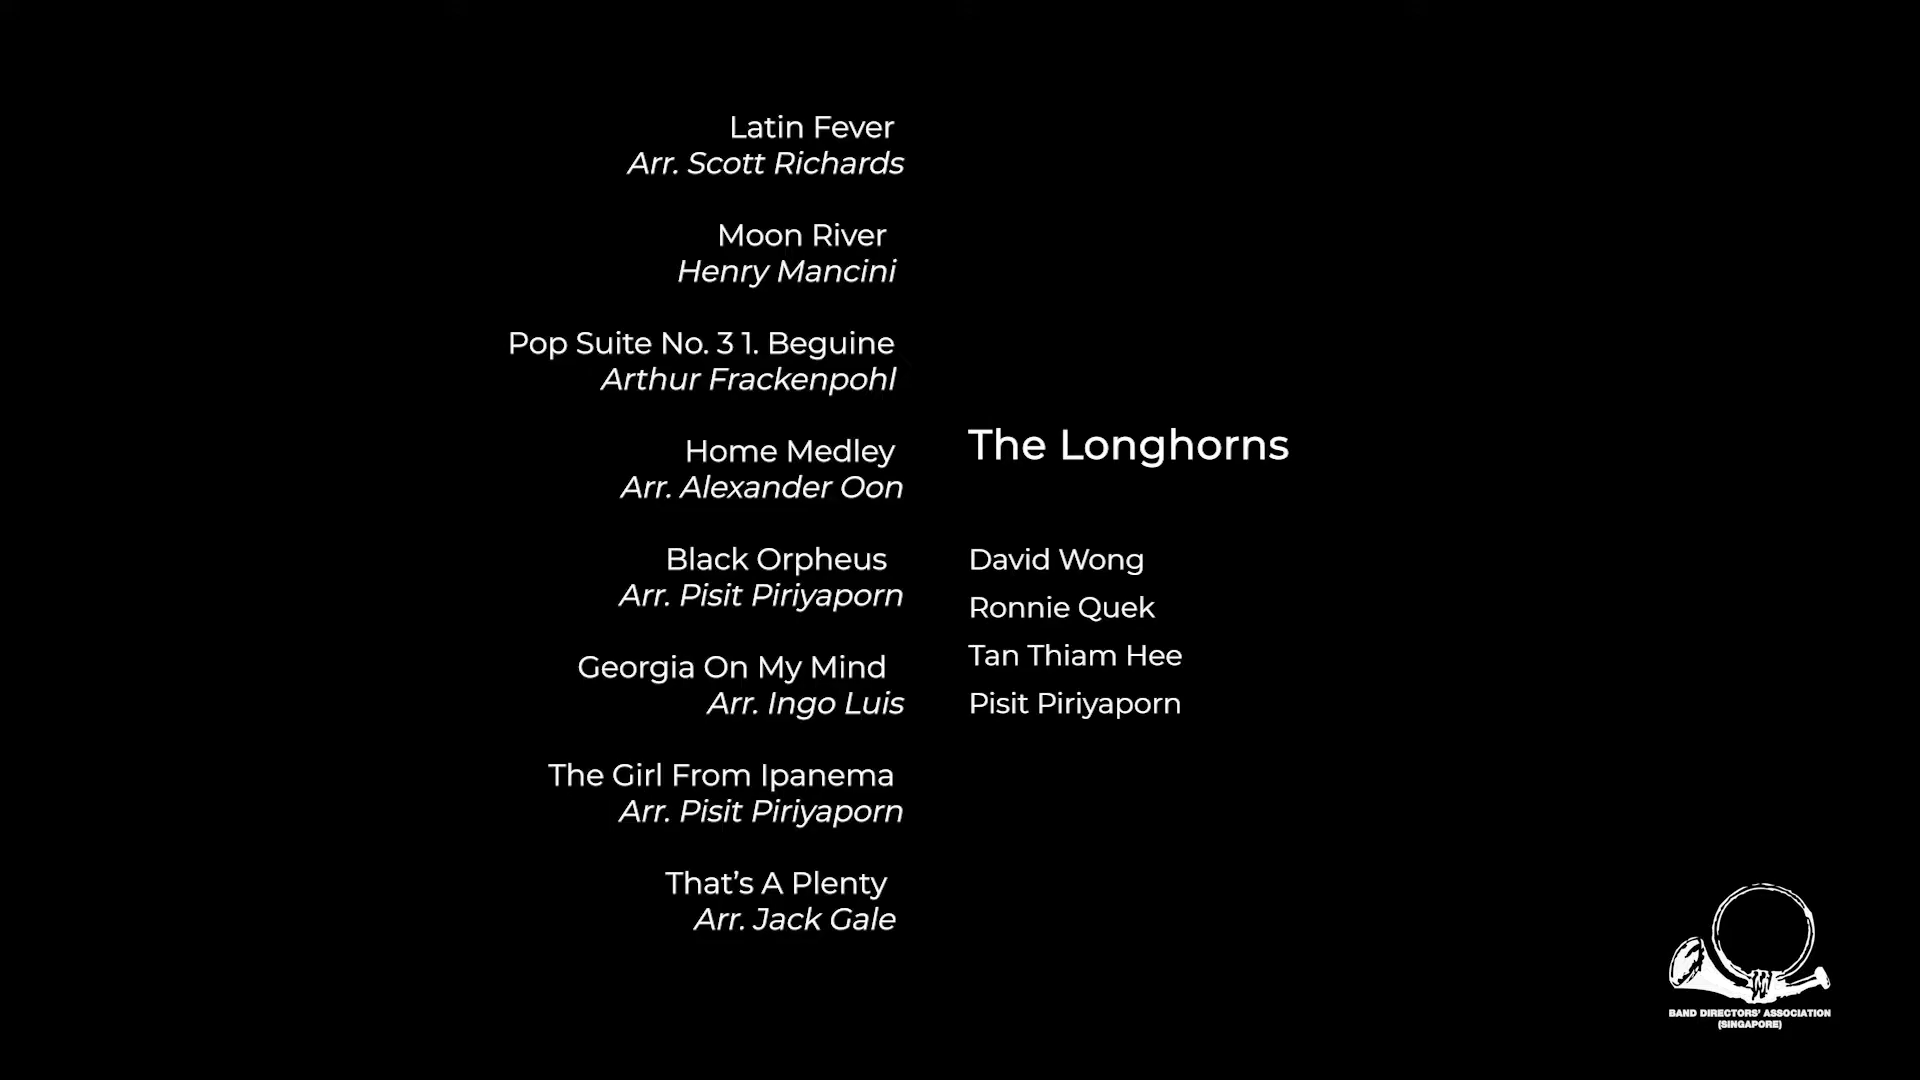 Latin Fever
Arr. Scott Richards
Moon River
Henry Mancini
Pop Suite No. 3 1. Beguine
Arthur Frackenpohl
Home Medley
Arr. Alexander Oon
Black Orpheus
Arr. Pisit Piriyaporn
Georgia On My Mind
Arr. Ingo Luis
The Girl From Ipanema
Arr. Pisit Piriyaporn
That’s A Plenty
Arr. Jack Gale
The Longhorns
David Wong
Ronnie Quek
Tan Thiam Hee
Pisit Piriyaporn
BAND DIRECTORS' ASSOCIATION
(SINGAPORE)